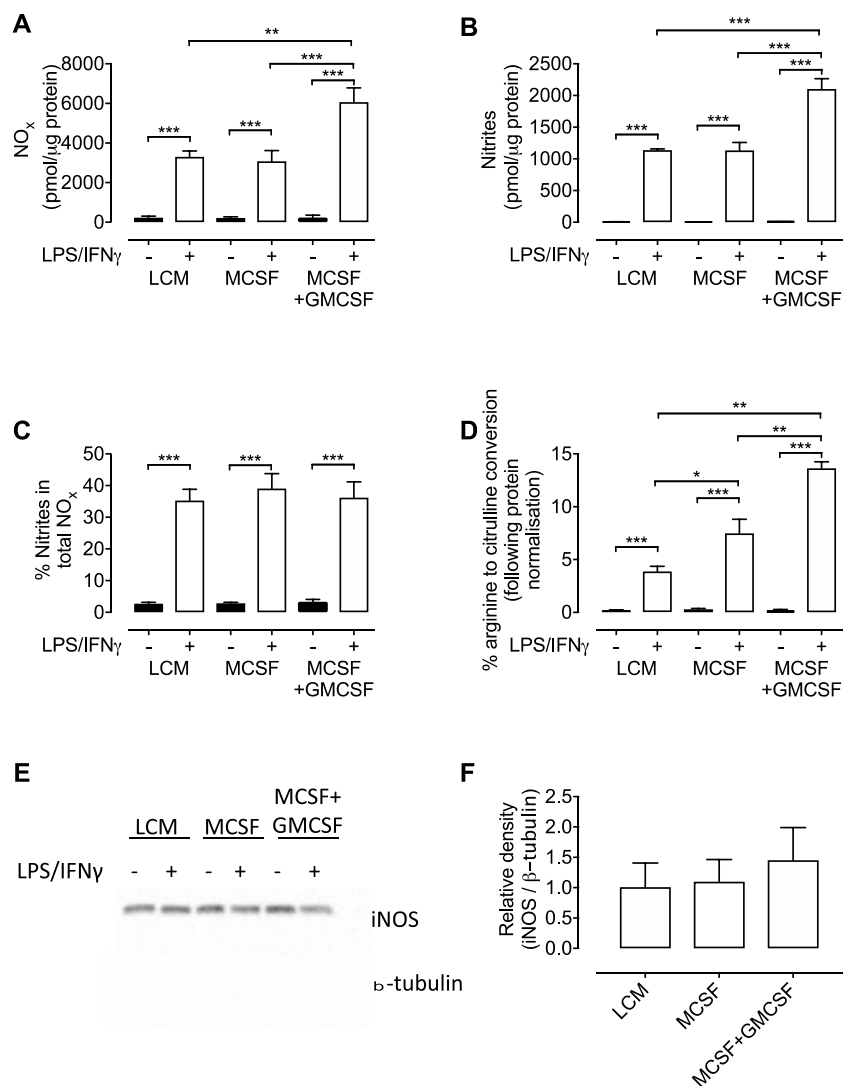 A
**
***
***
***
***
8000
6000
4000
2000
0
NOx
(pmol/μg protein)
LPS/IFNγ
- + - + - +
LCM MCSF MCSF
+GMCSF
B
***
***
***
***
***
2500
2000
1500
1000
500
0
Nitrites
(pmol/μg protein)
LPS/IFNγ
- + - + - +
LCM MCSF MCSF
+GMCSF
C
*** *** ***
50
40
30
20
10
0
% Nitrites in
total NOx
LPS/IFNγ
- + - + - +
LCM MCSF MCSF
+GMCSF
D
**
**
***
*
***
***
15
10
5
0
% arginine to citrulline conversion
(following protein
normalisation)
LPS/IFNγ
- + - + - +
LCM MCSF MCSF
+GMCSF
E
MCSF+
LCM MCSF GMCSF
LPS/IFNγ - + - + - +
iNOS
b-tubulin
F
2.5
2.0
1.5
1.0
0.5
0.0
Relative density
(iNOS / β-tubulin)
LCM
MCSF
MCSF+GMCSF